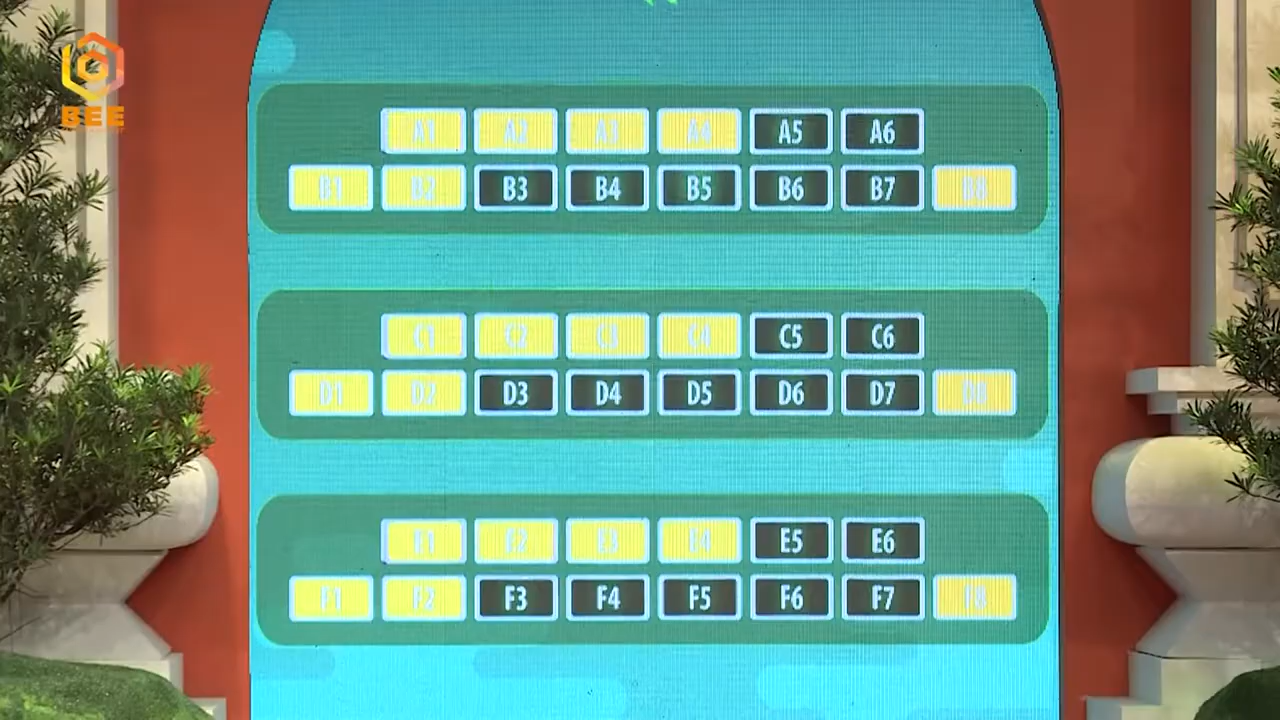 BEE
A1 A2 A3 A4 A5 A6
B1 B2 B3 B4 B5 B6 B7 B8
C1 C2 C3 C4 C5 C6
D1 D2 D3 D4 D5 D6 D7 D8
E1 E2 E3 E4 E5 E6
F1 F2 F3 F4 F5 F6 F7 F8